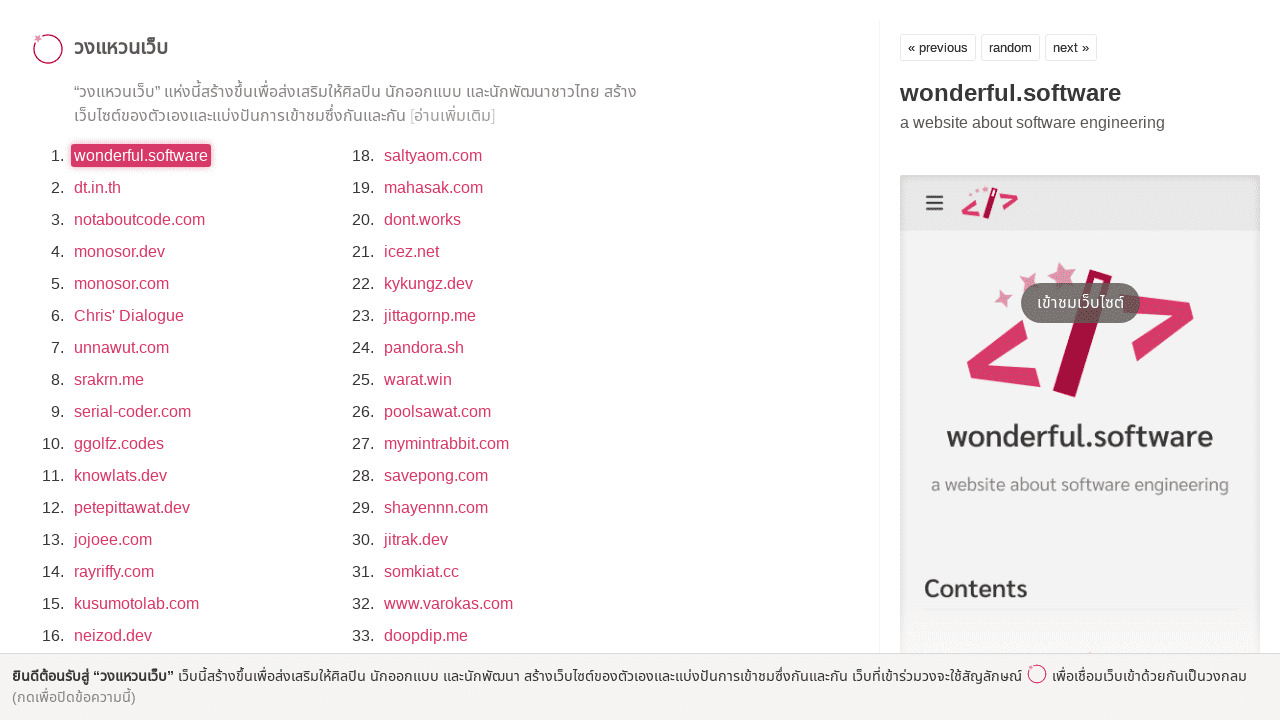 วงแหวนเว็บ
“วงแหวนเว็บ” แห่งนี้สร้างขึ้นเพื่อส่งเสริมให้ศิลปิน นักออกแบบ และนักพัฒนาชาวไทย สร้าง
เว็บไซต์ของตัวเองและแบ่งปันการเข้าชมซึ่งกันและกัน [อ่านเพิ่มเติม]
1. wonderful.software
2. dt.in.th
3. notaboutcode.com
4. monosor.dev
5. monosor.com
6. Chris' Dialogue
7. unnawut.com
8. srakrn.me
9. serial-coder.com
10. ggolfz.codes
11. knowlats.dev
12. petepittawat.dev
13. jojoee.com
14. rayriffy.com
15. kusumotolab.com
16. neizod.dev
18. saltyaom.com
19. mahasak.com
20. dont.works
21. icez.net
22. kykungz.dev
23. jittagornp.me
24. pandora.sh
25. warat.win
26. poolsawat.com
27. mymintrabbit.com
28. savepong.com
29. shayennn.com
30. jitrak.dev
31. somkiat.cc
32. www.varokas.com
33. doopdip.me
« previous
random
next »
wonderful.software
a website about software engineering
เข้าชมเว็บไซต์
wonderful.software
a website about software engineering
Contents
ยินดีต้อนรับสู่ “วงแหวนเว็บ” เว็บนี้สร้างขึ้นเพื่อส่งเสริมให้ศิลปิน นักออกแบบ และนักพัฒนา สร้างเว็บไซต์ของตัวเองและแบ่งปันการเข้าชมซึ่งกันและกัน เว็บที่เข้าร่วมวงจะใช้สัญลักษณ์ เพื่อเชื่อมเว็บเข้าด้วยกันเป็นวงกลม
(กดเพื่อปิดข้อความนี้)